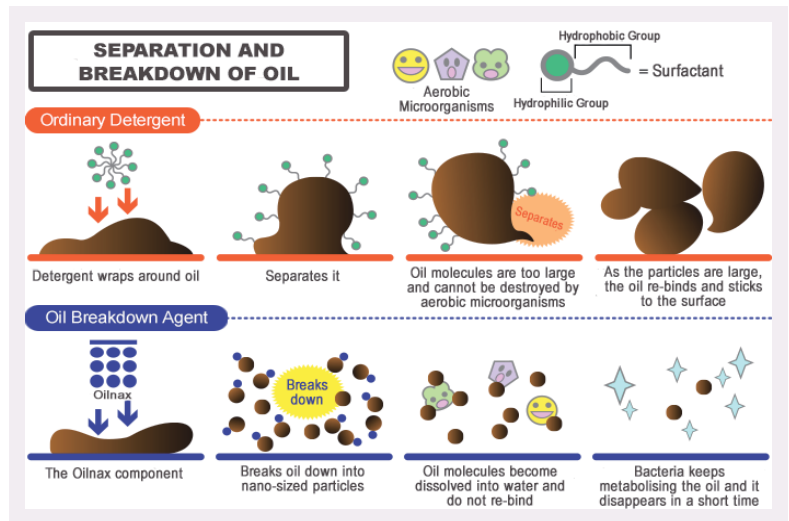 SEPARATION AND
BREAKDOWN OF OIL
Aerobic
Microorganisms
Hydrophobic Group
= Surfactant
Hydrophilic Group
Ordinary Detergent
Detergent wraps around oil
Separates it
Separates
Oil molecules are too large
and cannot be destroyed by
aerobic microorganisms
As the particles are large,
the oil re-binds and sticks
to the surface
Oil Breakdown Agent
Oilnax
The Oilnax component
Breaks
down
Breaks oil down into
nano-sized particles
Oil molecules become
dissolved into water and
do not re-bind
Bacteria keeps
metabolising the oil and it
disappears in a short time